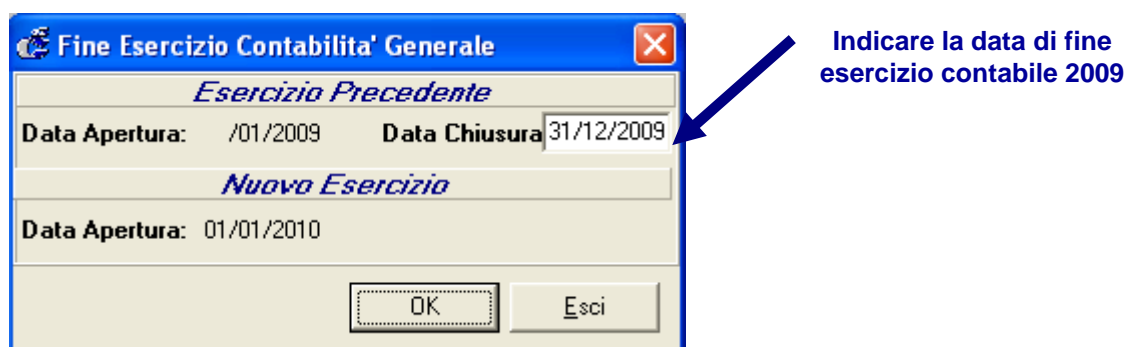 Fine Esercizio Contabilita' Generale
Esercizio Precedente
Data Apertura: /01/2009 Data Chiusura 31/12/2009
Nuovo Esercizio
Data Apertura: 01/01/2010
OK Esci
Indicare la data di fine
esercizio contabile 2009